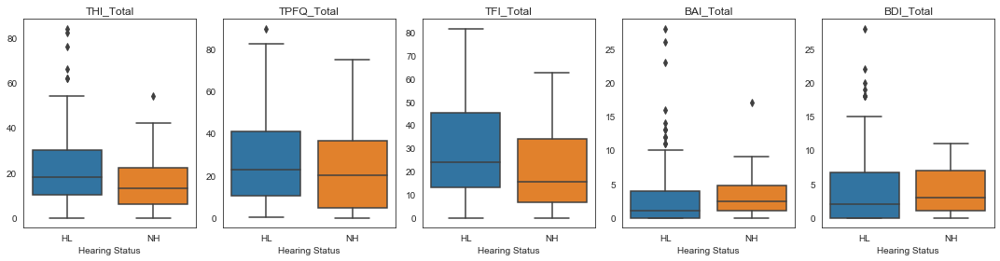 THI_Total
TPFQ_Total
TFI_Total
BAI_Total
BDI_Total
80
60
40
20
0
HL
NH
Hearing Status
80
60
40
20
0
HL
NH
Hearing Status
80
70
60
50
40
30
20
10
0
HL
NH
Hearing Status
25
20
15
10
5
0
HL
NH
Hearing Status
25
20
15
10
5
0
HL
NH
Hearing Status